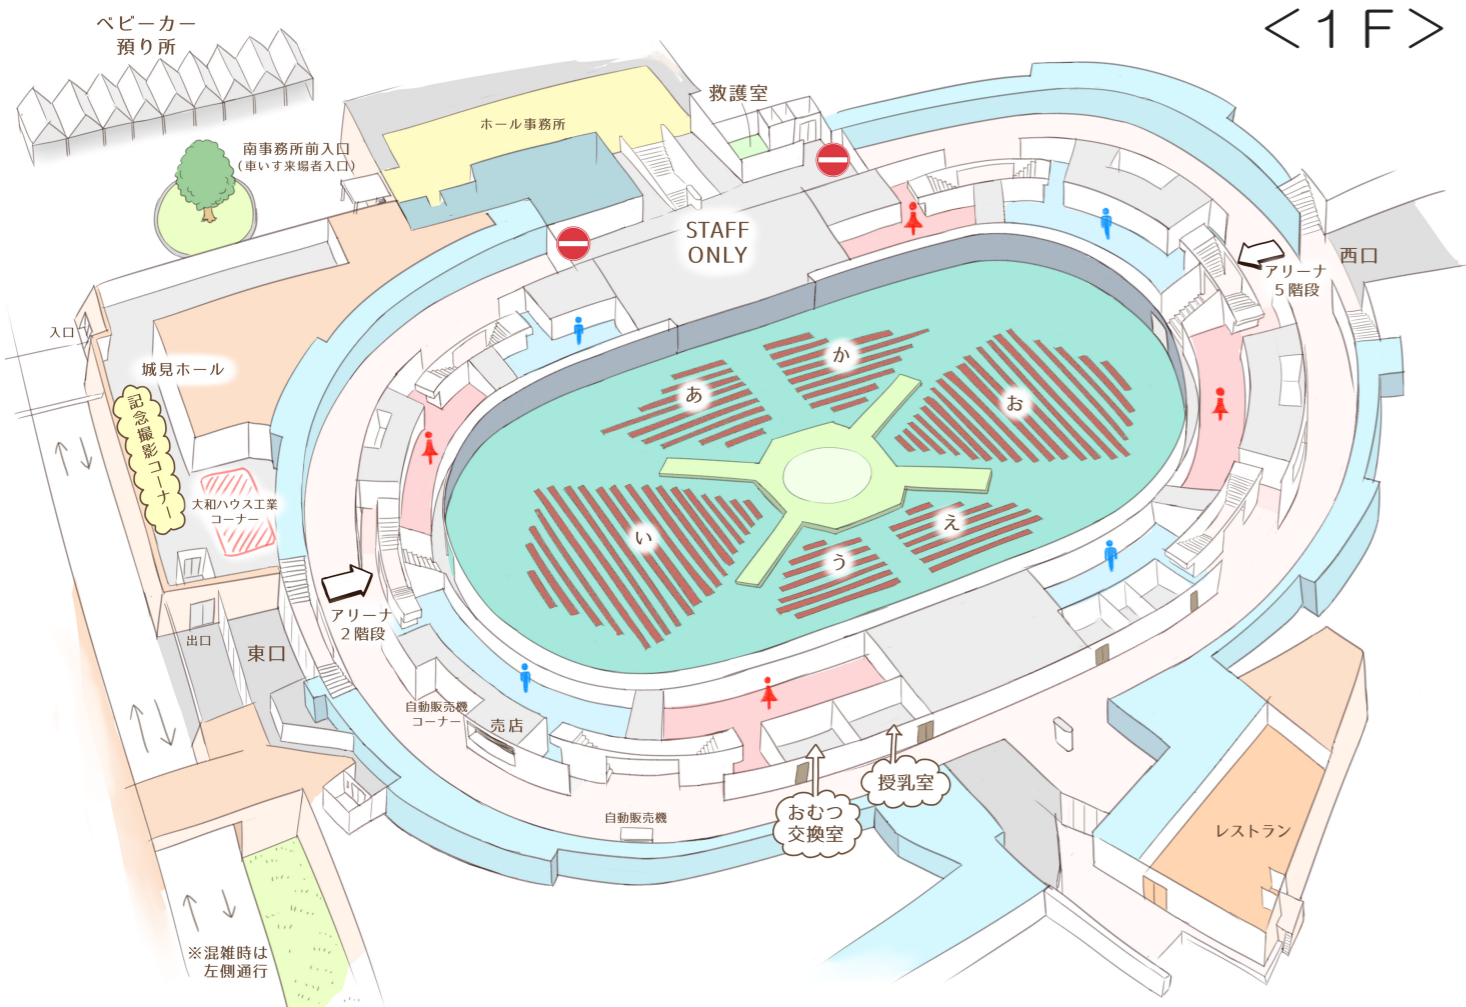 <1F>
ベビーカー
預り所
救護室
ホール事務所
南事務所前入口
(車いす来場者入口)
STAFF
ONLY
西口
アリーナ
5階段
入口
城見ホール
記念撮影コーナー
大和ハウス工業
コーナー
あ
か
お
い
う
え
アリーナ
2階段
出口
東口
自動販売機
コーナー
売店
自動販売機
おむつ
交換室
授乳室
レストラン
※混雑時は
左側通行